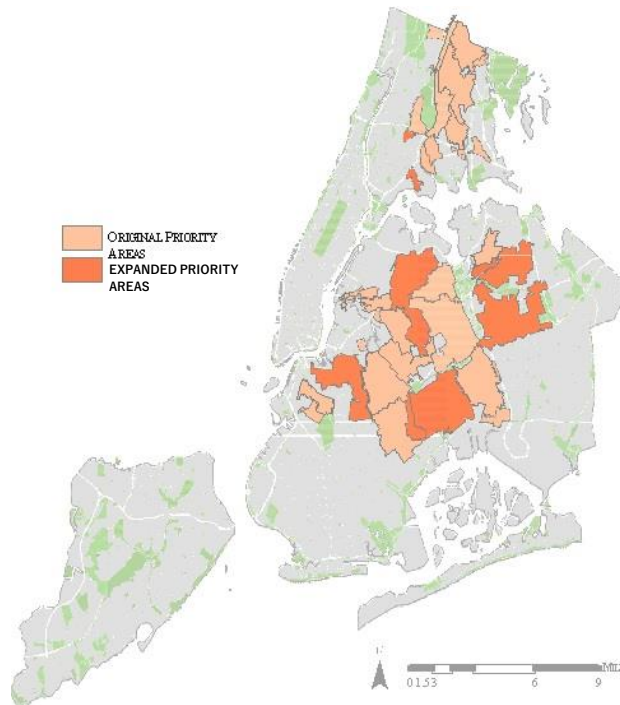 ORIGINAL PRIORITY
AREAS
EXPANDED PRIORITY
AREAS
0 1.5 3 6 9